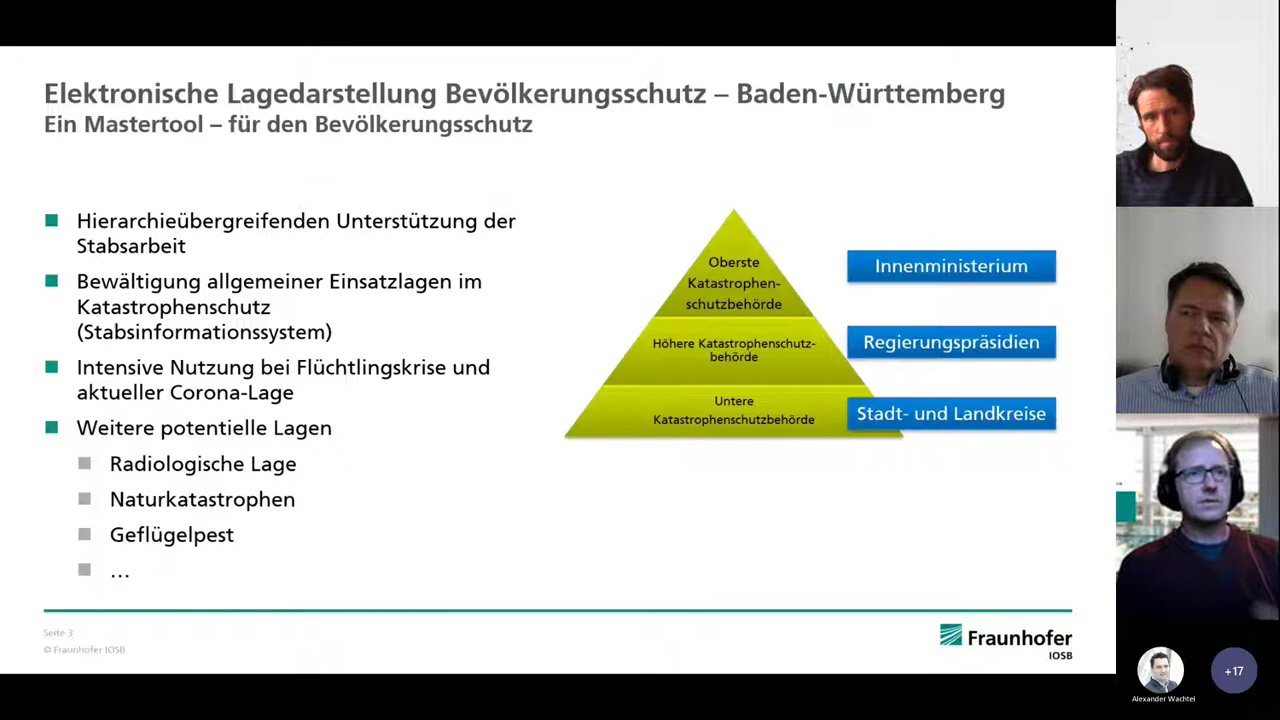 Elektronische Lagedarstellung Bevölkerungsschutz – Baden-Württemberg
Ein Mastertool – für den Bevölkerungsschutz
Hierarchieübergreifenden Unterstützung der
Stabsarbeit
Bewältigung allgemeiner Einsatzlagen im
Katastrophenschutz
(Stabsinformationssystem)
Intensive Nutzung bei Flüchtlingskrise und
aktueller Corona-Lage
Weitere potentielle Lagen
Radiologische Lage
Naturkatastrophen
Geflügelpest
...
Oberste
Katastrophen-
schutzbehörde
Innenministerium
Höhere Katastrophenschutz-
behörde
Regierungspräsidien
Untere
Katastrophenschutzbehörde
Stadt- und Landkreise
Seite 3
© Fraunhofer IOSB
Fraunhofer
IOSB
+17
Alexander Wachtel